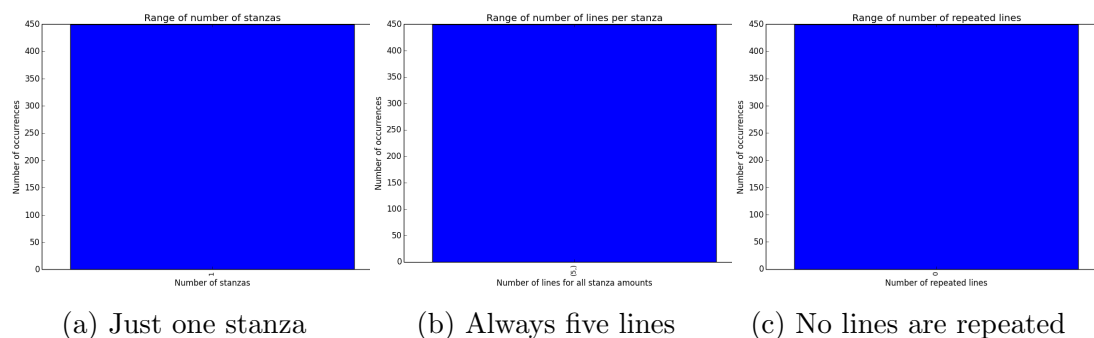 Range of number of stanzas
450
400
350
300
250
200
150
100
50
0
Number of occurrences
1
Number of stanzas
(a) Just one stanza
Range of number of lines per stanza
450
400
350
300
250
200
150
100
50
0
Number of occurrences
(5,)
Number of lines for all stanza amounts
(b) Always five lines
Range of number of repeated lines
450
400
350
300
250
200
150
100
50
0
Number of occurrences
0
Number of repeated lines
(c) No lines are repeated